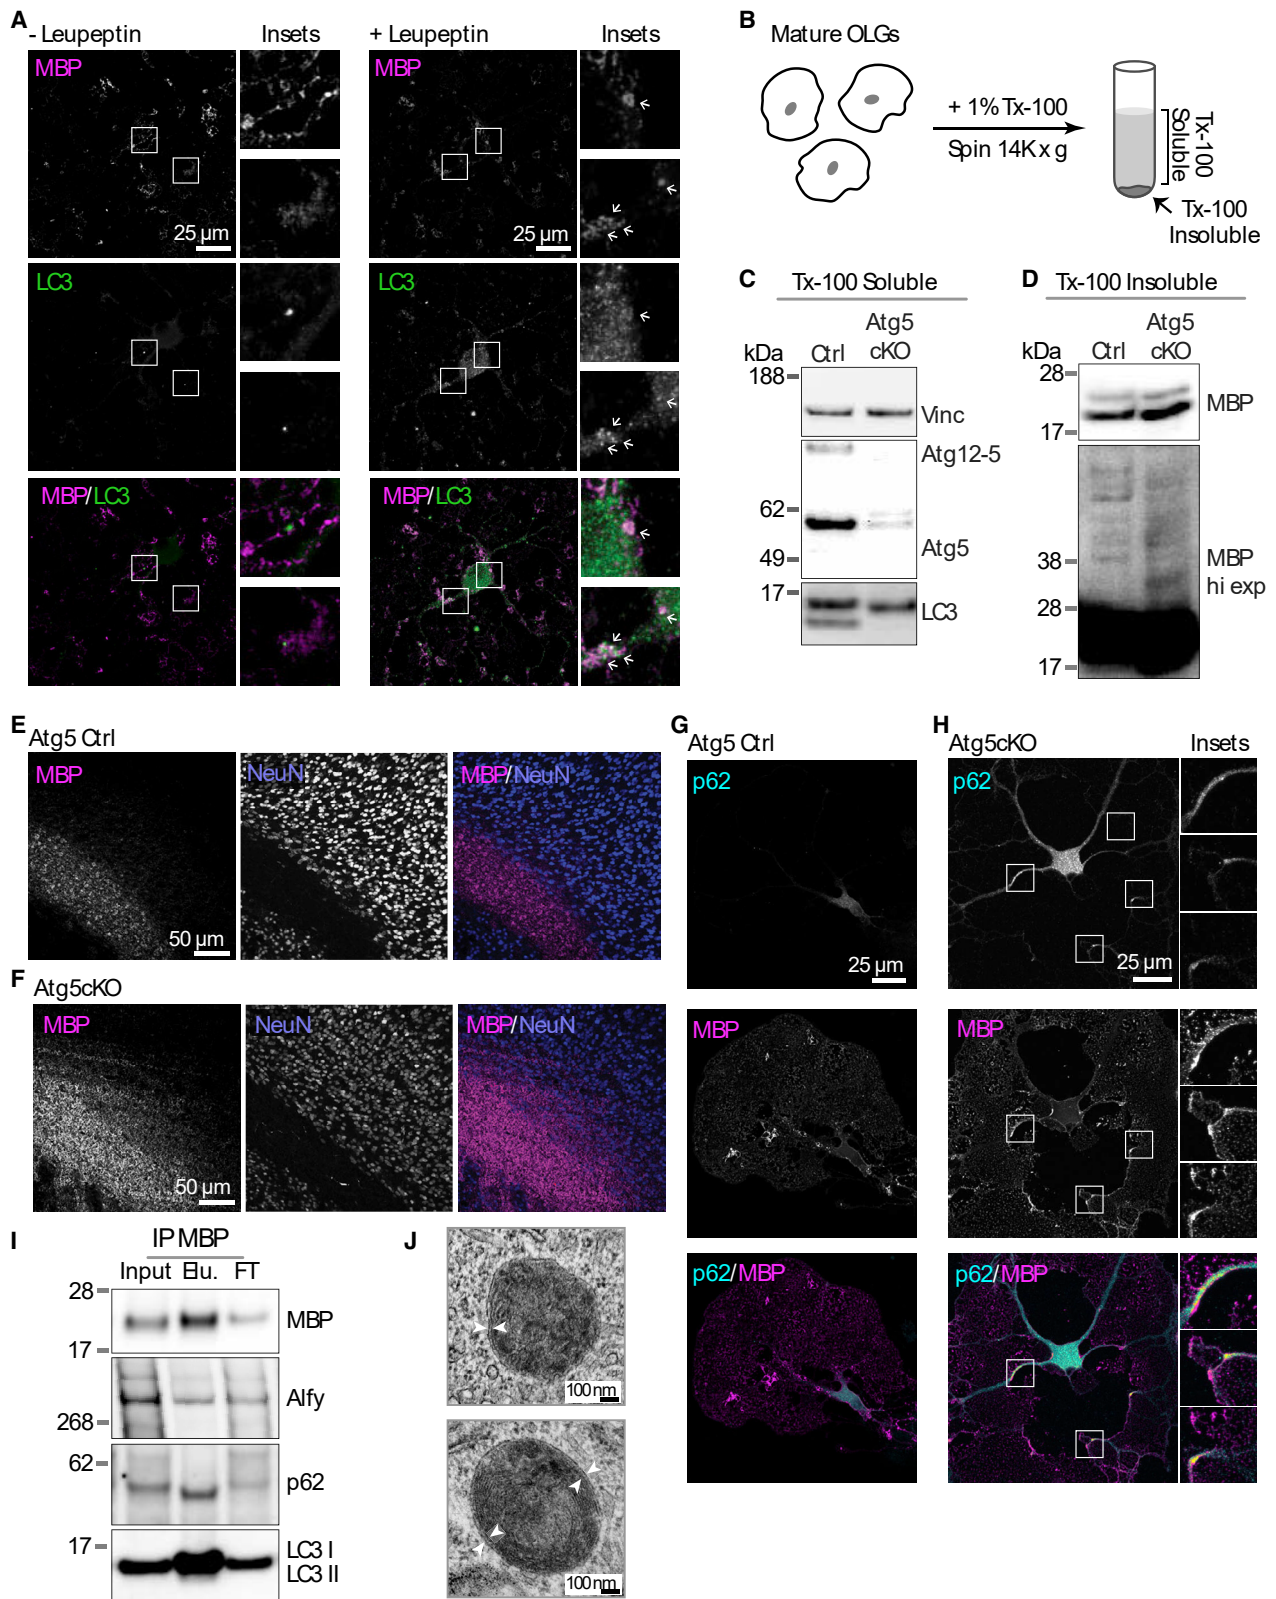 A
- Leupeptin
Insets
+ Leupeptin
Insets
MBP
25 µm
MBP
25 µm
LC3
LC3
MBP/LC3
MBP/LC3
B
Mature OLGs
+ 1% Tx-100
Spin 14K x g
Tx-100
Soluble
Tx-100
Insoluble
C
Tx-100 Soluble
Atg5
kDa
Ctrl
cKO
188
Vinc
Atg12-5
62
49
Atg5
17
LC3
D
Tx-100 Insoluble
Atg5
kDa
Ctrl
cKO
28
MBP
17
38
MBP
hi exp
28
17
E
Atg5 Ctrl
MBP
NeuN
MBP/NeuN
50 µm
F
Atg5cKO
MBP
NeuN
MBP/NeuN
50 µm
G
Atg5 Ctrl
p62
25 µm
MBP
p62/MBP
H
Atg5cKO
Insets
p62
25 µm
MBP
p62/MBP
I
IP MBP
Input Elu. FT
28
MBP
17
Alfy
268
62
p62
17
LC3 I
LC3 II
J
100 nm
100 nm